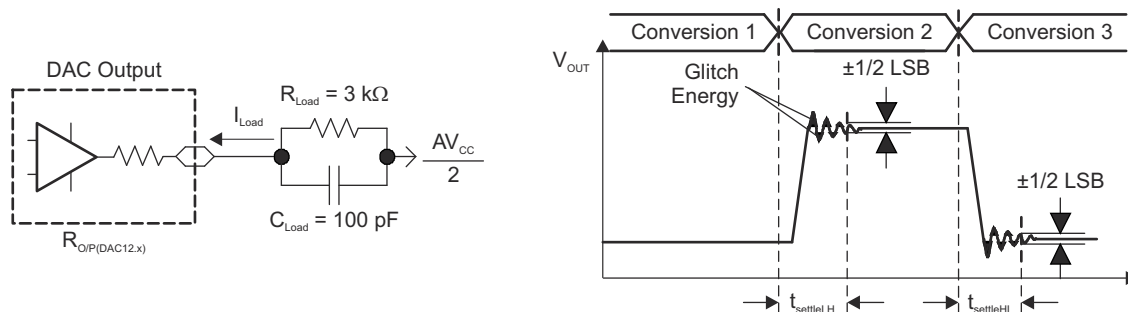 DAC Output
I_Load
R_Load = 3 kΩ
AV_CC
2
C_Load = 100 pF
R_O/P(DAC12.x)
Conversion 1
Conversion 2
Conversion 3
V_OUT
Glitch
Energy
±1/2 LSB
±1/2 LSB
t_settleLH
t_settleHL